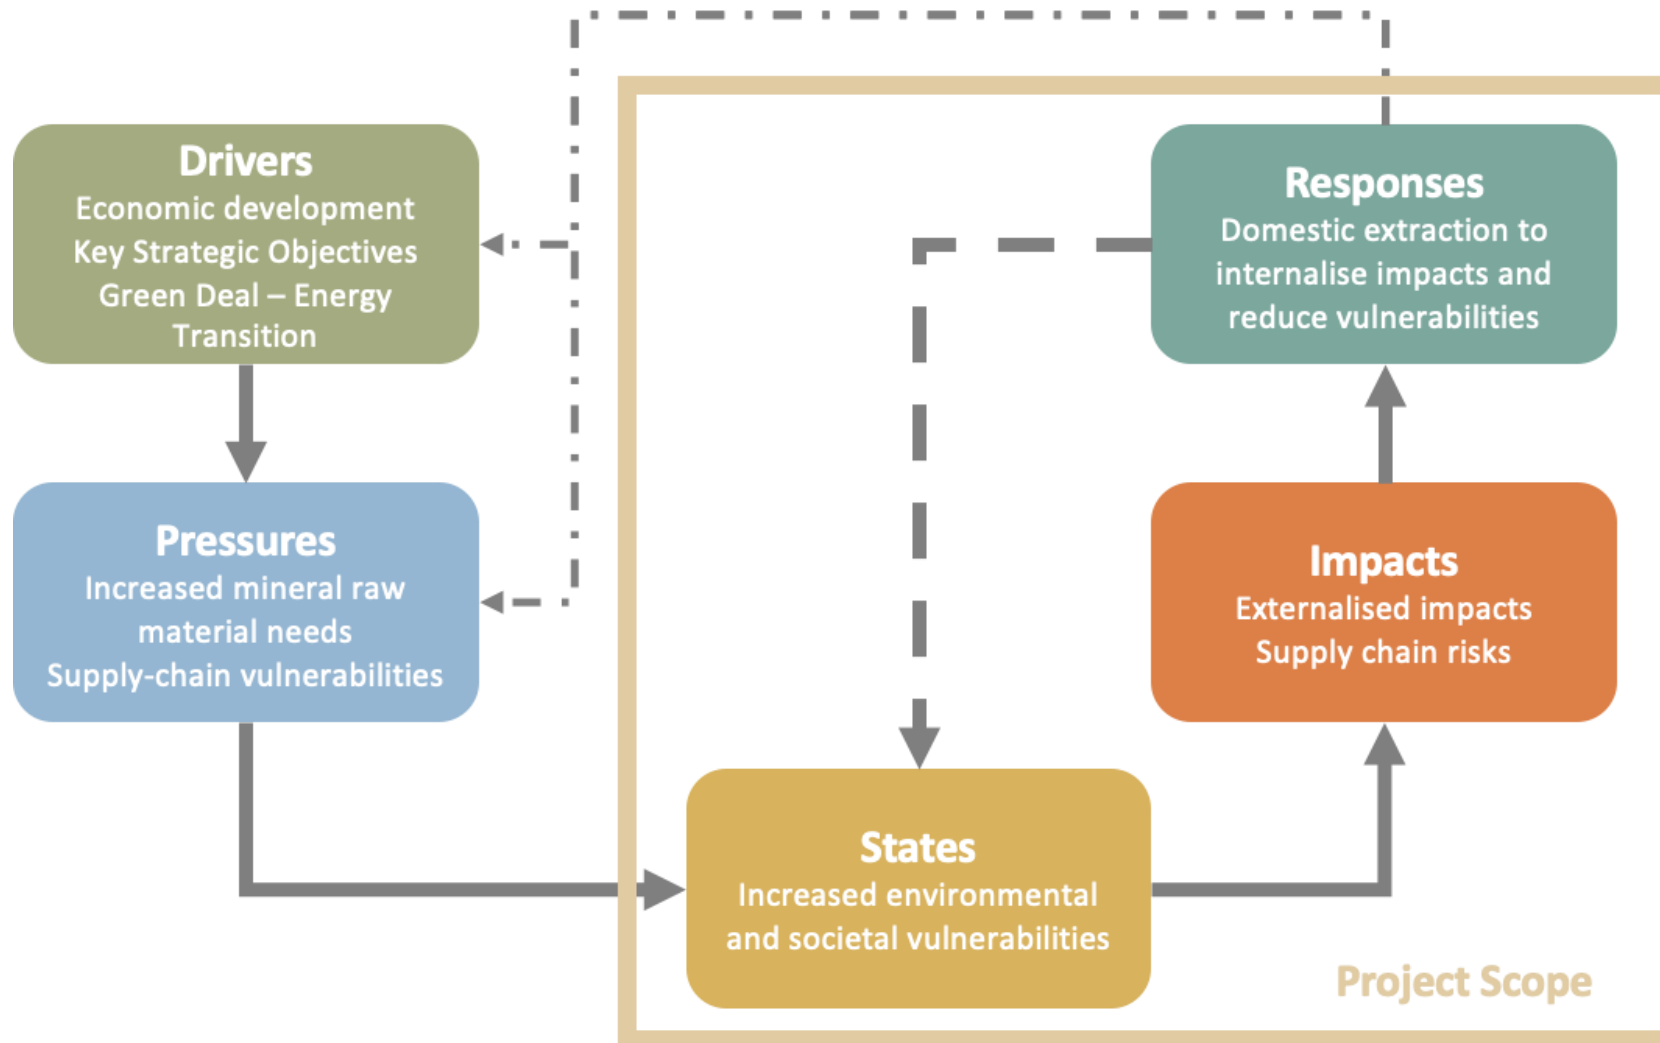 Drivers
Economic development
Key Strategic Objectives
Green Deal – Energy
Transition
Responses
Domestic extraction to
internalise impacts and
reduce vulnerabilities
Pressures
Increased mineral raw
material needs
Supply-chain vulnerabilities
Impacts
Externalised impacts
Supply chain risks
States
Increased environmental
and societal vulnerabilities
Project Scope